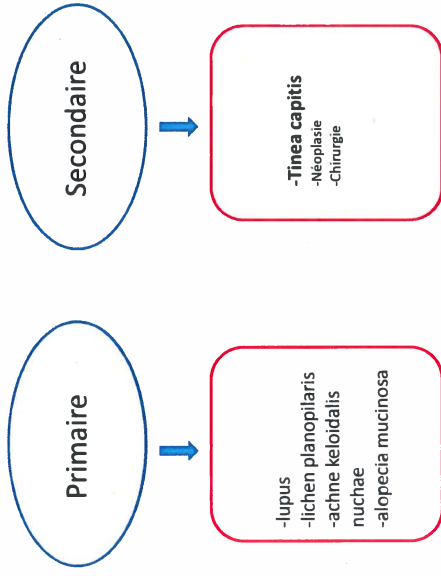 Primaire
-lupus
-lichen planopilaris
-achne keloidalis
nuchae
-alopecia mucinosa
Secondaire
-Tinea capitis
-Néoplasie
-Chirurgie